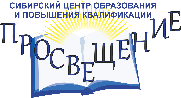 СИБИРСКИЙ ЦЕНТР ОБРАЗОВАНИЯ
И ПОВЫШЕНИЯ КВАЛИФИКАЦИИ
ПРОСВЕЩЕНИЕ